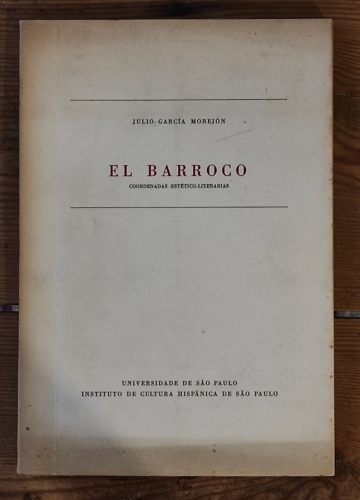 JULIO GARCÍA MOREJÓN
EL BARROCO
COORDENADAS ESTÉTICO-LITERARIAS
UNIVERSIDADE DE SÃO PAULO
INSTITUTO DE CULTURA HISPÂNICA DE SÃO PAULO